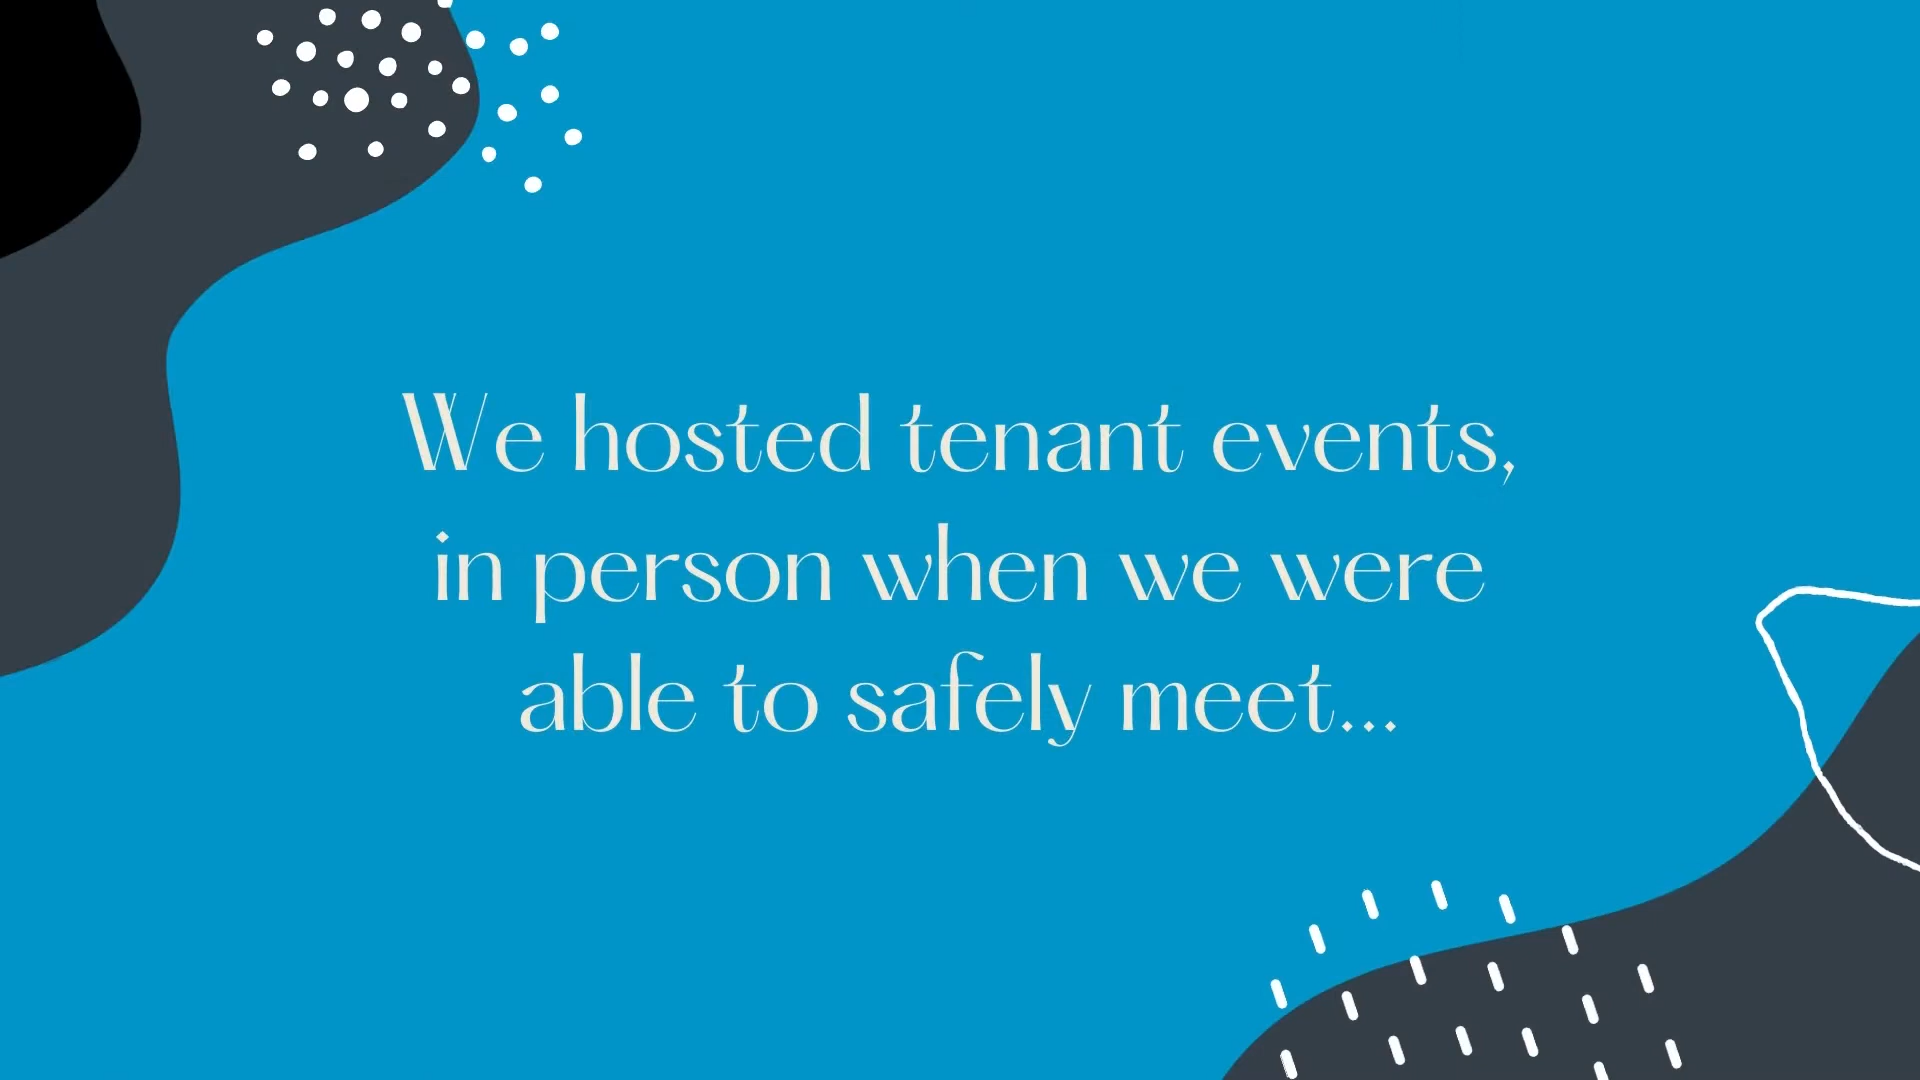 We hosted tenant events,
in person when we were
able to safely meet...